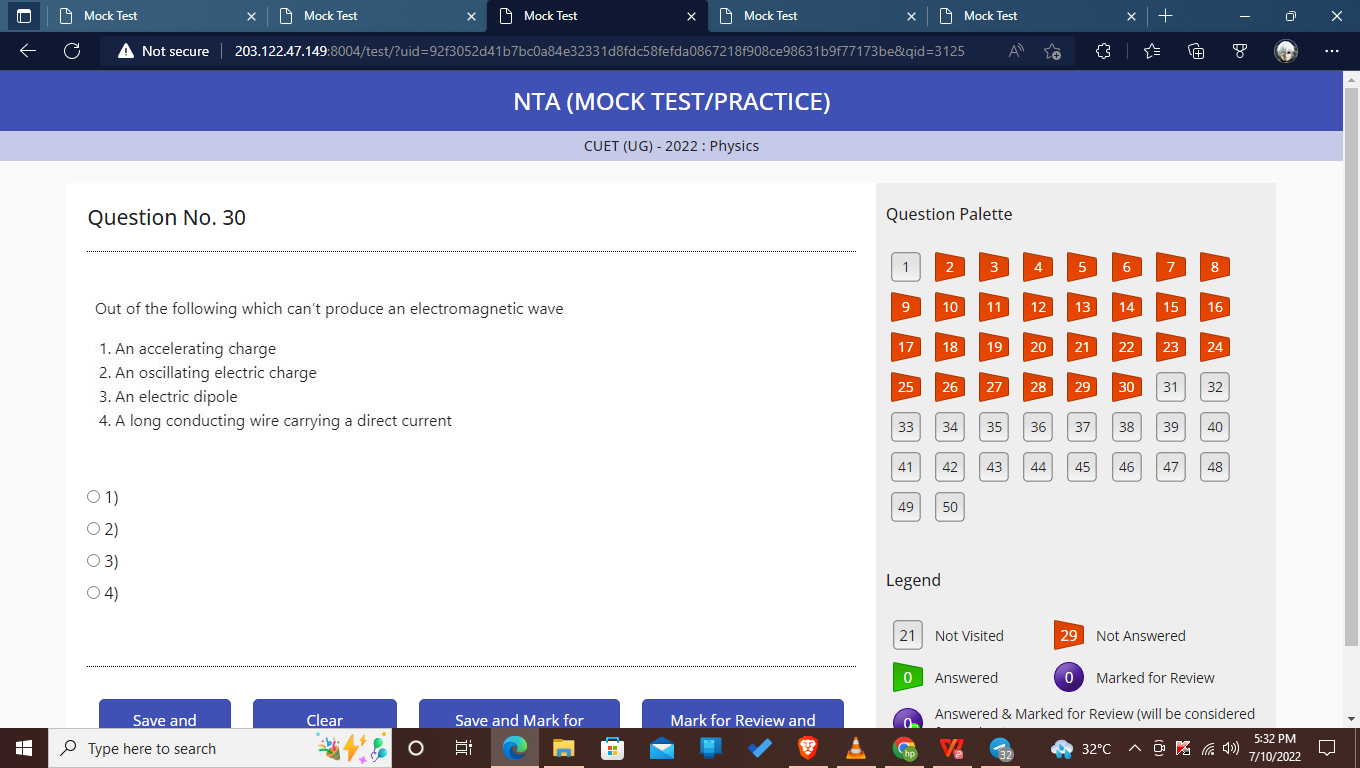 Mock Test
Mock Test
Mock Test
Mock Test
Mock Test
Not secure 203.122.47.149:8004/test/?uid=92f3052d41b7bc0a84e32331d8fdc58fefda0867218f908ce98631b9f77173be&qid=3125
NTA (MOCK TEST/PRACTICE)
CUET (UG) - 2022 : Physics
Question No. 30
Out of the following which can't produce an electromagnetic wave
1. An accelerating charge
2. An oscillating electric charge
3. An electric dipole
4. A long conducting wire carrying a direct current
1)
2)
3)
4)
Save and
Clear
Save and Mark for
Mark for Review and
Question Palette
1 2 3 4 5 6 7 8
9 10 11 12 13 14 15 16
17 18 19 20 21 22 23 24
25 26 27 28 29 30 31 32
33 34 35 36 37 38 39 40
41 42 43 44 45 46 47 48
49 50
Legend
21 Not Visited 29 Not Answered
0 Answered 0 Marked for Review
0 Answered & Marked for Review (will be considered
Type here to search
hp
32
32°C
5:32 PM
7/10/2022